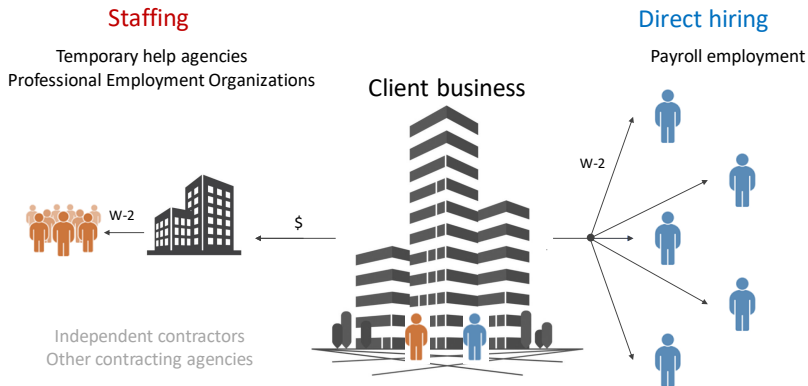 Staffing
Temporary help agencies
Professional Employment Organizations
Client business
Direct hiring
Payroll employment
W-2
$
W-2
Independent contractors
Other contracting agencies